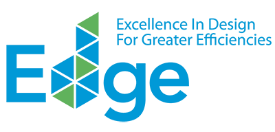 Excellence In Design
For Greater Efficiencies
Edge